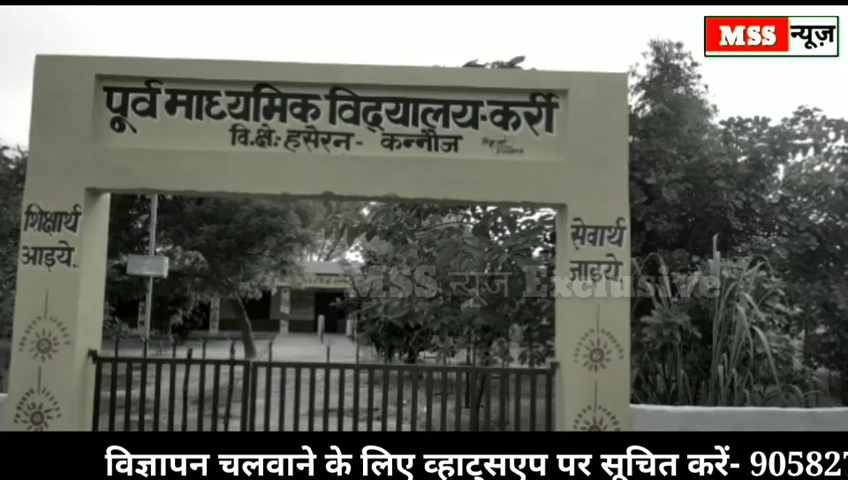 MSS न्यूज़
पूर्व माध्यमिक विद्यालय-कर्री
वि.क्षे: हसेरन - कन्नौज
शिक्षार्थ
आइये.
सेवार्थ
जाइये
MSS न्यूज़ Exclusive
विज्ञापन चलवाने के लिए व्हाट्सएप पर सूचित करें- 90582